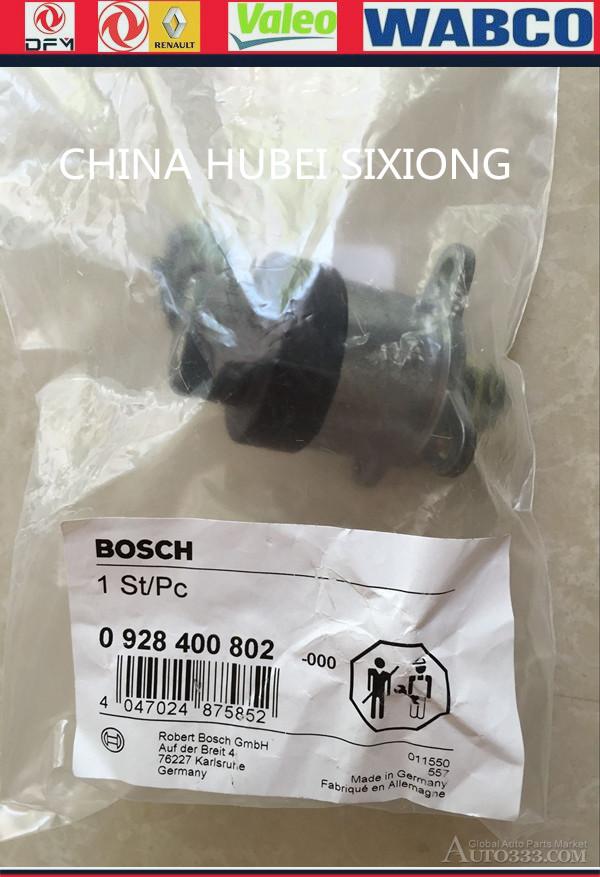 DFM
RENAULT
Valeo
WABCO
CHINA HUBEI SIXIONG
BOSCH
1 St/Pc
0 928 400 802
-000
4 047024 875852
Robert Bosch GmbH
Auf der Breit 4
76227 Karlsruhe
Germany
011550
557
Made in Germany
Fabriqué en Allemagne
Global Auto Parts Market
AUTO333.COM